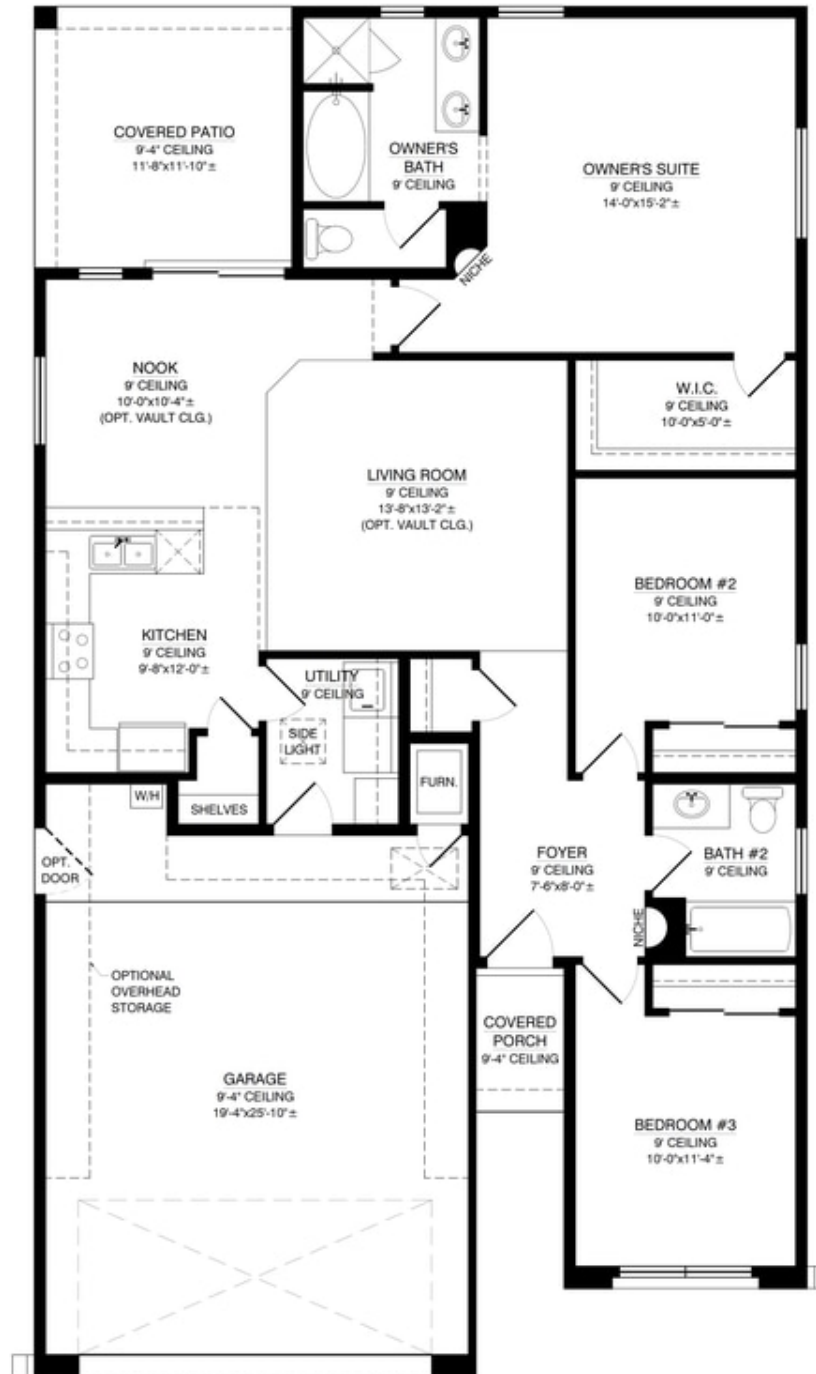 COVERED PATIO
9'-4" CEILING
11'-8"x11'-10"±
OWNER'S
BATH
9' CEILING
OWNER'S SUITE
9' CEILING
14'-0"x15'-2"±
NICHE
NOOK
9' CEILING
10'-0"x10'-4"±
(OPT. VAULT CLG.)
W.I.C.
9' CEILING
10'-0"x5'-0"±
LIVING ROOM
9' CEILING
13'-8"x13'-2"±
(OPT. VAULT CLG.)
BEDROOM #2
9' CEILING
10'-0"x11'-0"±
KITCHEN
9' CEILING
9'-8"x12'-0"±
UTILITY
9' CEILING
SIDE
LIGHT
FURN.
W/H
SHELVES
OPT.
DOOR
FOYER
9' CEILING
7'-6"x8'-0"±
BATH #2
9' CEILING
NICHE
OPTIONAL
OVERHEAD
STORAGE
COVERED
PORCH
9'-4" CEILING
GARAGE
9'-4" CEILING
19'-4"x25'-10"±
BEDROOM #3
9' CEILING
10'-0"x11'-4"±